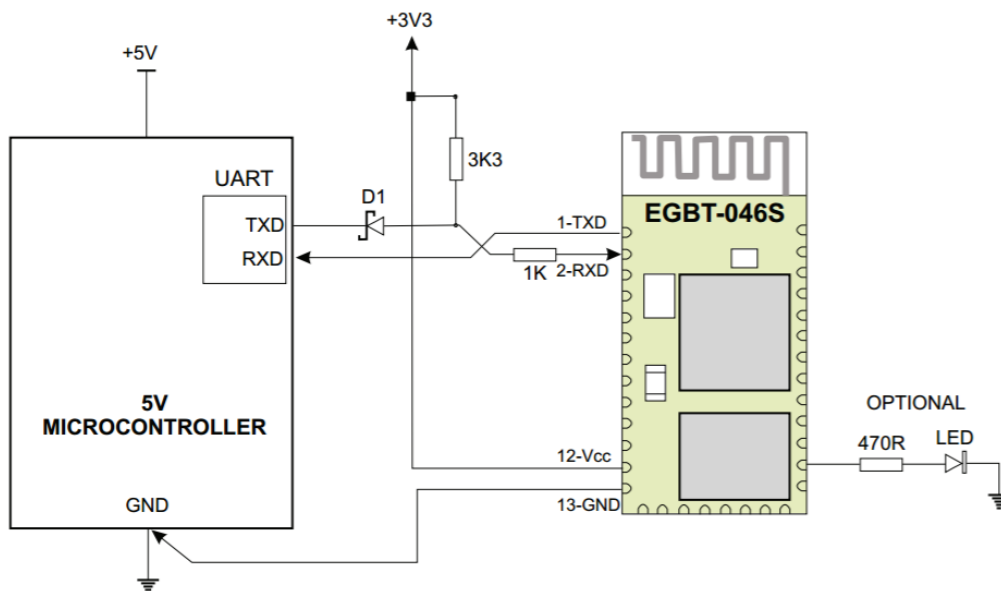 +3V3
+5V
3K3
UART
D1
TXD
1-TXD
EGBT-046S
RXD
1K
2-RXD
5V
MICROCONTROLLER
OPTIONAL
470R
LED
12-Vcc
GND
13-GND